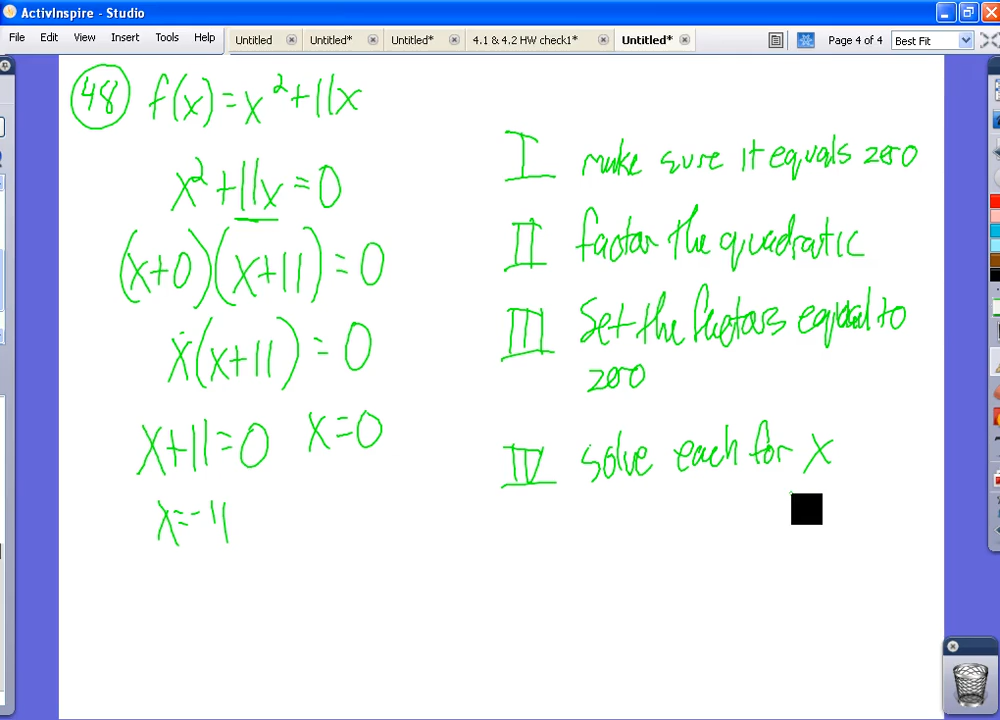 ActivInspire - Studio
File Edit View Insert Tools Help
Untitled Untitled* Untitled* 4.1 & 4.2 HW check1* Untitled* Page 4 of 4 Best Fit
48 f(x)=x²+11x
x²+11x=0
(x+0)(x+11)=0
x(x+11)=0
x+11=0 x=0
x=-11
I make sure it equals zero
II factor the quadratic
III Set the factors equal to
zero
IV solve each for x